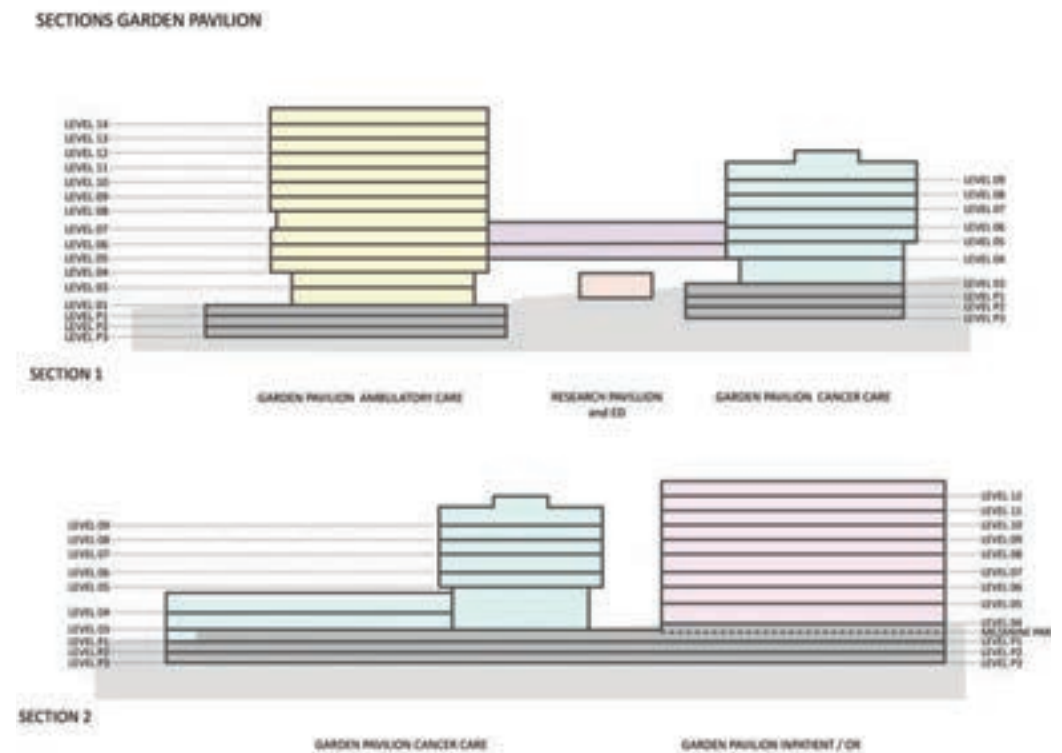 SECTIONS GARDEN PAVILION
LEVEL 14
LEVEL 13
LEVEL 12
LEVEL 11
LEVEL 10
LEVEL 09
LEVEL 08
LEVEL 07
LEVEL 06
LEVEL 05
LEVEL 04
LEVEL 03
LEVEL 01
LEVEL P1
LEVEL P2
LEVEL P3
LEVEL 09
LEVEL 08
LEVEL 07
LEVEL 06
LEVEL 05
LEVEL 04
LEVEL 03
LEVEL P1
LEVEL P2
LEVEL P3
SECTION 1
GARDEN PAVILION AMBULATORY CARE
RESEARCH PAVILION
and ED
GARDEN PAVILION CANCER CARE
LEVEL 09
LEVEL 08
LEVEL 07
LEVEL 06
LEVEL 05
LEVEL 04
LEVEL 03
LEVEL P1
LEVEL P2
LEVEL P3
LEVEL 12
LEVEL 11
LEVEL 10
LEVEL 09
LEVEL 08
LEVEL 07
LEVEL 06
LEVEL 05
LEVEL 04
MEZANINE PAR
LEVEL P1
LEVEL P2
LEVEL P3
SECTION 2
GARDEN PAVILION CANCER CARE
GARDEN PAVILION INPATIENT / OR